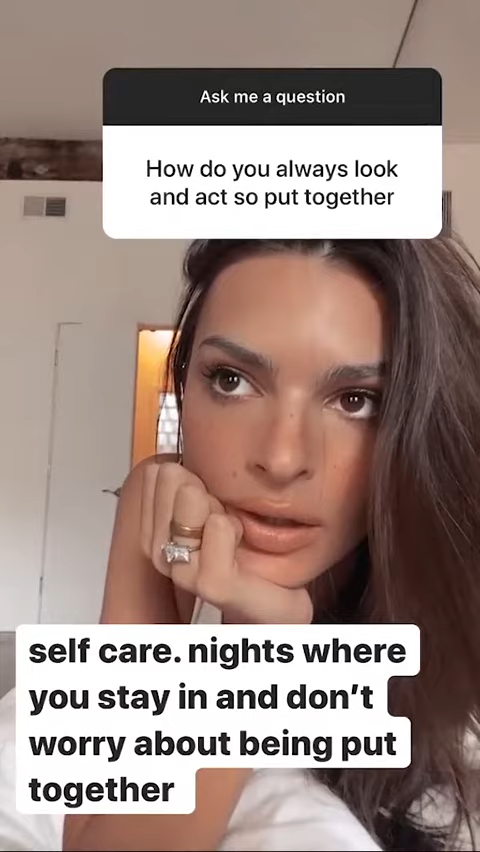 Ask me a question
How do you always look
and act so put together
self care. nights where
you stay in and don’t
worry about being put
together